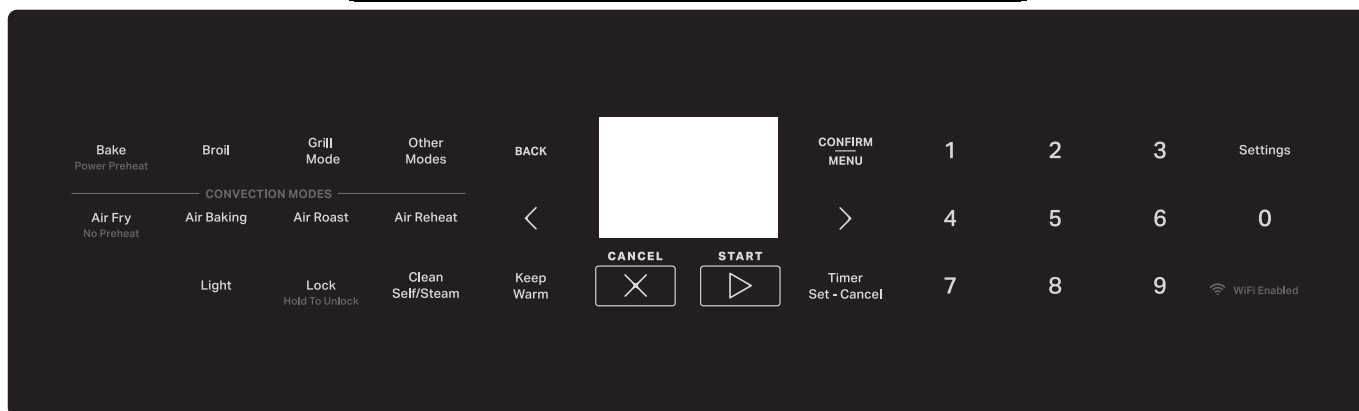 Bake
Power Preheat
Broil
Grill
Mode
Other
Modes
BACK
CONFIRM
MENU
1
2
3
Settings
CONVECTION MODES
Air Fry
No Preheat
Air Baking
Air Roast
Air Reheat
<
>
4
5
6
0
CANCEL
START
Light
Lock
Hold To Unlock
Clean
Self/Steam
Keep
Warm
Timer
Set - Cancel
7
8
9
WiFi Enabled